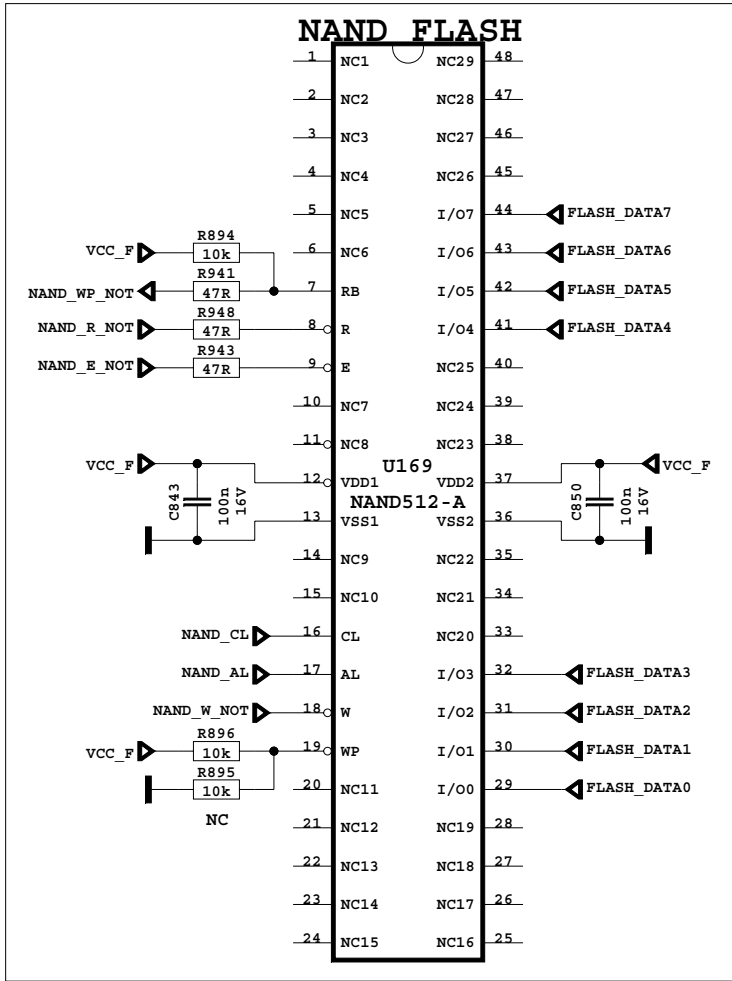 NAND FLASH
1 NC1 NC29 48
2 NC2 NC28 47
3 NC3 NC27 46
4 NC4 NC26 45
5 NC5 I/O7 44 FLASH_DATA7
R894
VCC_F 10k 6 NC6 I/O6 43 FLASH_DATA6
R941
NAND_WP_NOT 47R 7 RB I/O5 42 FLASH_DATA5
R948
NAND_R_NOT 47R 8 R I/O4 41 FLASH_DATA4
R943
NAND_E_NOT 47R 9 E NC25 40
10 NC7 NC24 39
11 NC8 NC23 38
U169
VCC_F VCC_F
12 VDD1 VDD2 37
C843 100n 16V
NAND512-A
C850 100n 16V
13 VSS1 VSS2 36
14 NC9 NC22 35
15 NC10 NC21 34
NAND_CL 16 CL NC20 33
NAND_AL 17 AL I/O3 32 FLASH_DATA3
NAND_W_NOT 18 W I/O2 31 FLASH_DATA2
R896
VCC_F 10k 19 WP I/O1 30 FLASH_DATA1
R895
10k 20 NC11 I/O0 29 FLASH_DATA0
NC
21 NC12 NC19 28
22 NC13 NC18 27
23 NC14 NC17 26
24 NC15 NC16 25